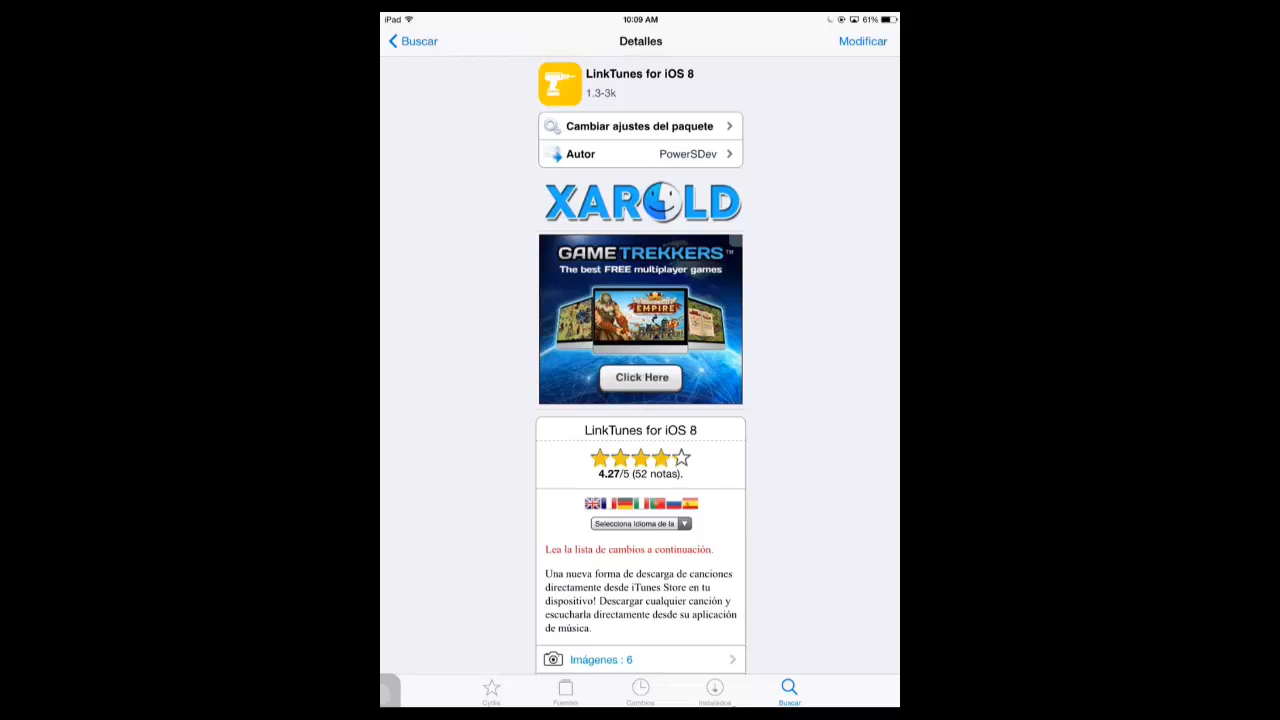 iPad 10:09 AM 61%
Buscar Detalles Modificar
LinkTunes for iOS 8
1.3-3k
Cambiar ajustes del paquete
Autor PowerSDev
XAROLD
GAMETREKKERS™
The best FREE multiplayer games
EMPIRE
Click Here
LinkTunes for iOS 8
4.27/5 (52 notas).
Selecciona Idioma de la
Lea la lista de cambios a continuación.
Una nueva forma de descarga de canciones
directamente desde iTunes Store en tu
dispositivo! Descargar cualquier canción y
escucharla directamente desde su aplicación
de música.
Imágenes : 6
Cydia Fuentes Cambios Instalados Buscar